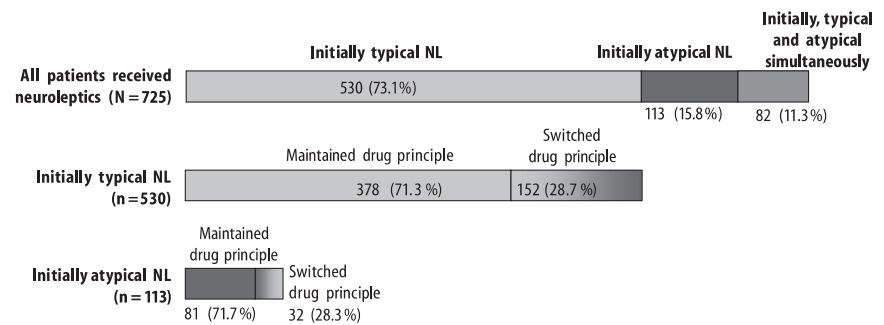 Initially, typical
and atypical
simultaneously
Initially typical NL
Initially atypical NL
All patients received
neuroleptics (N = 725)
530 (73.1%)
113 (15.8%)
82 (11.3%)
Switched
drug principle
Maintained drug principle
Initially typical NL
(n = 530)
378 (71.3 %)
152 (28.7 %)
Maintained
drug principle
Initially atypical NL
(n = 113)
Switched
drug principle
81 (71.7%)
32 (28.3%)